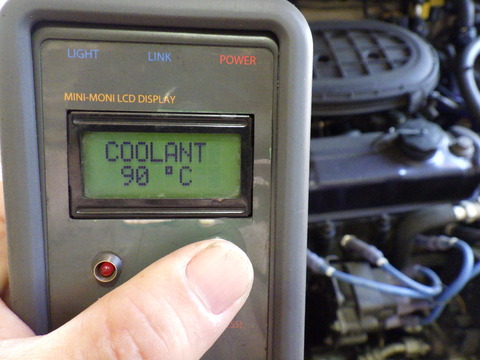 LIGHT LINK POWER
MINI-MONI LCD DISPLAY
COOLANT
90 °C